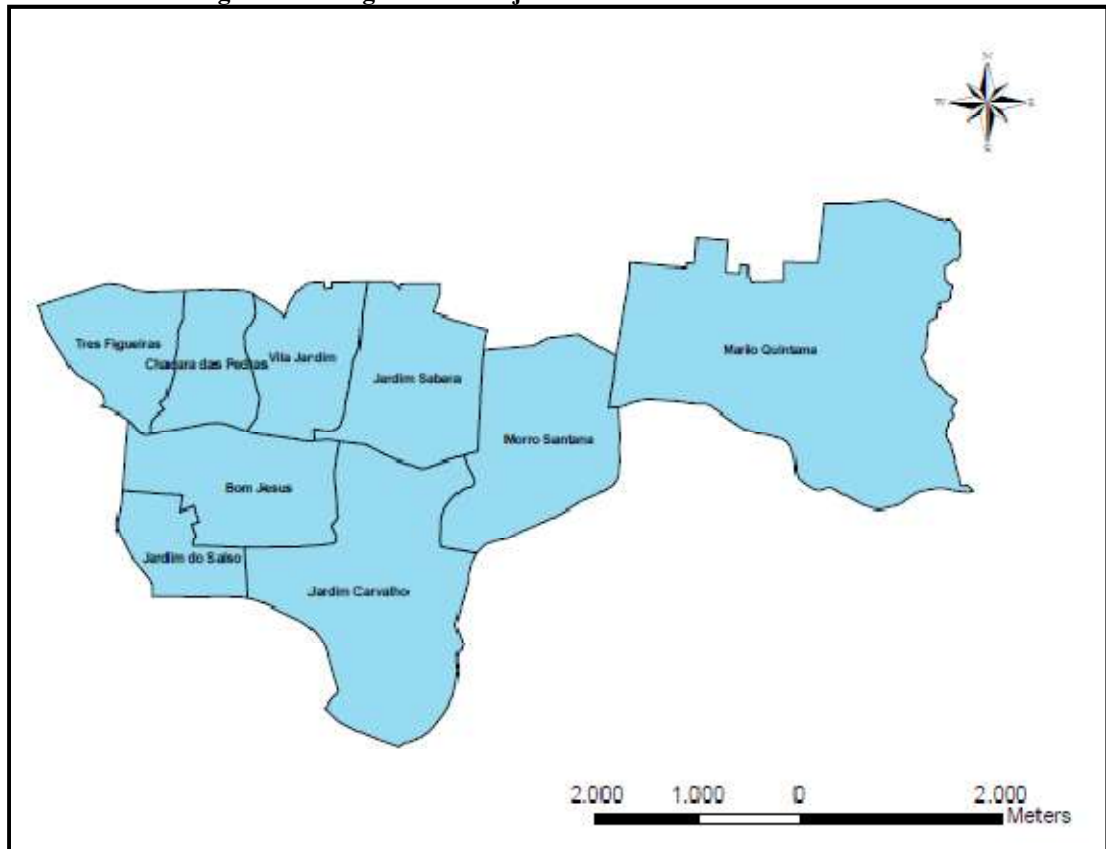 N
W E
S
Tres Figueiras
Chacara das Pedras
Vila Jardim
Jardim Sabara
Mario Quintana
Morro Santana
Bom Jesus
Jardim do Salso
Jardim Carvalho
2.000 1.000 0 2.000
Meters